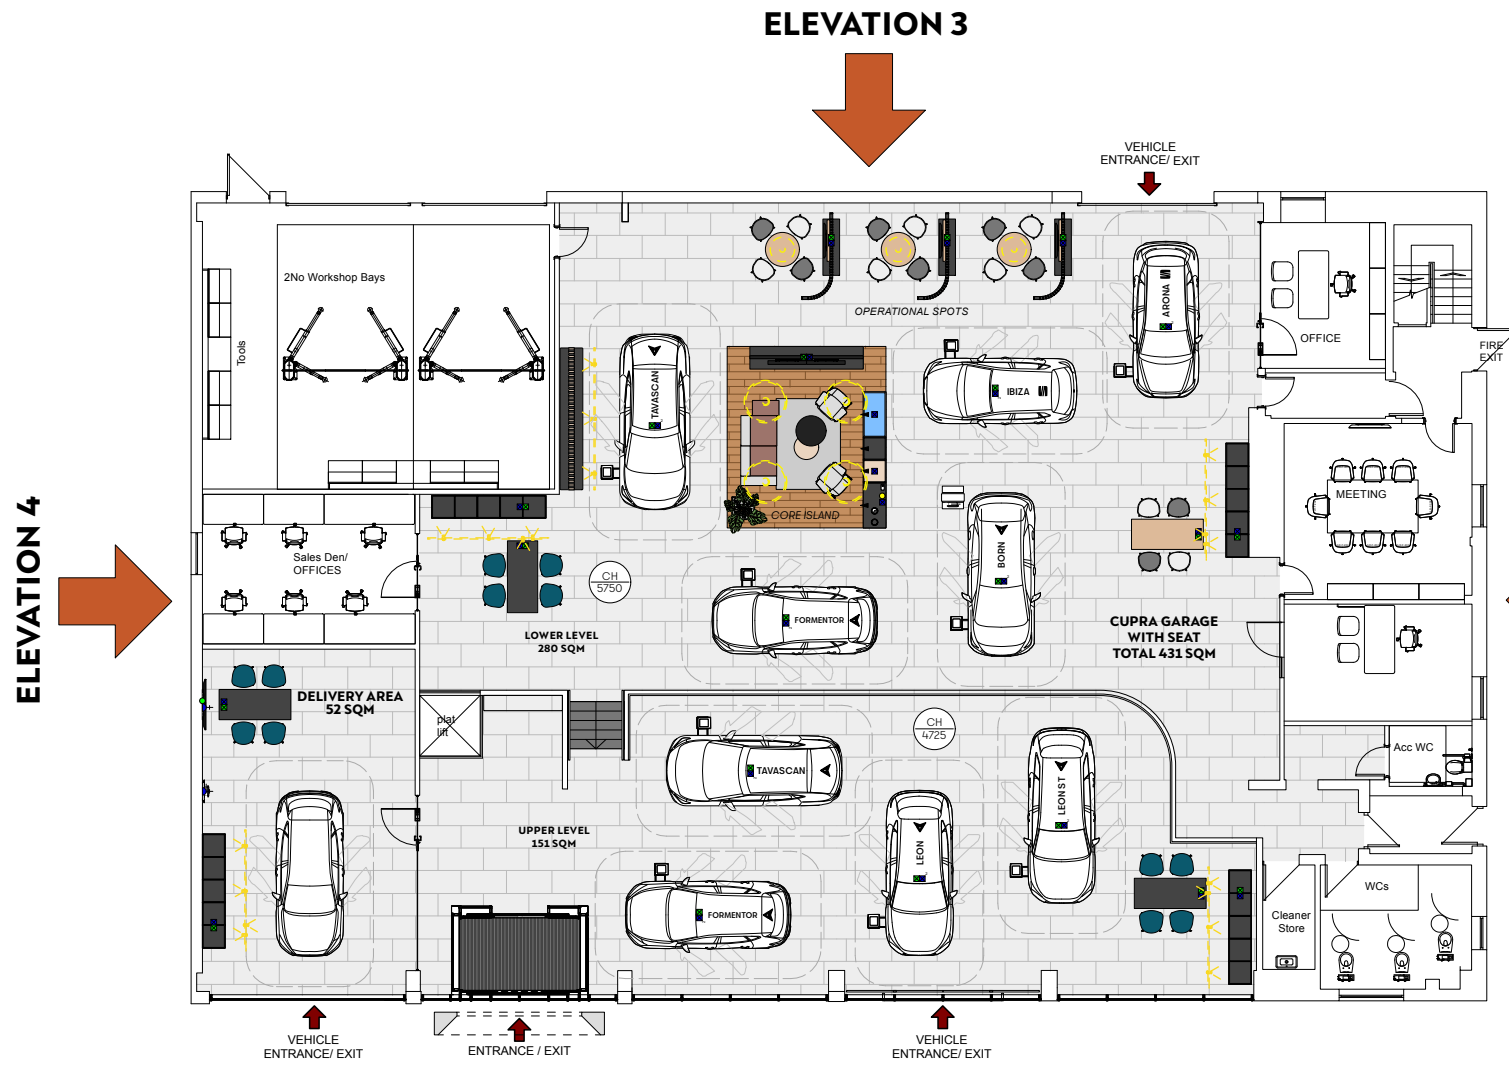 ELEVATION 3
VEHICLE
ENTRANCE/ EXIT
2No Workshop Bays
Tools
OPERATIONAL SPOTS
ARONA
OFFICE
FIRE
EXIT
TAVASCAN
IBIZA
CORE ISLAND
MEETING
ELEVATION 4
Sales Den/
OFFICES
CH
5750
BORN
FORMENTOR
LOWER LEVEL
280 SQM
CUPRA GARAGE
WITH SEAT
TOTAL 431 SQM
DELIVERY AREA
52 SQM
plat
lift
CH
4725
Acc WC
TAVASCAN
LEON ST
UPPER LEVEL
151 SQM
LEON
FORMENTOR
WCs
Cleaner
Store
VEHICLE
ENTRANCE/ EXIT
ENTRANCE / EXIT
VEHICLE
ENTRANCE/ EXIT